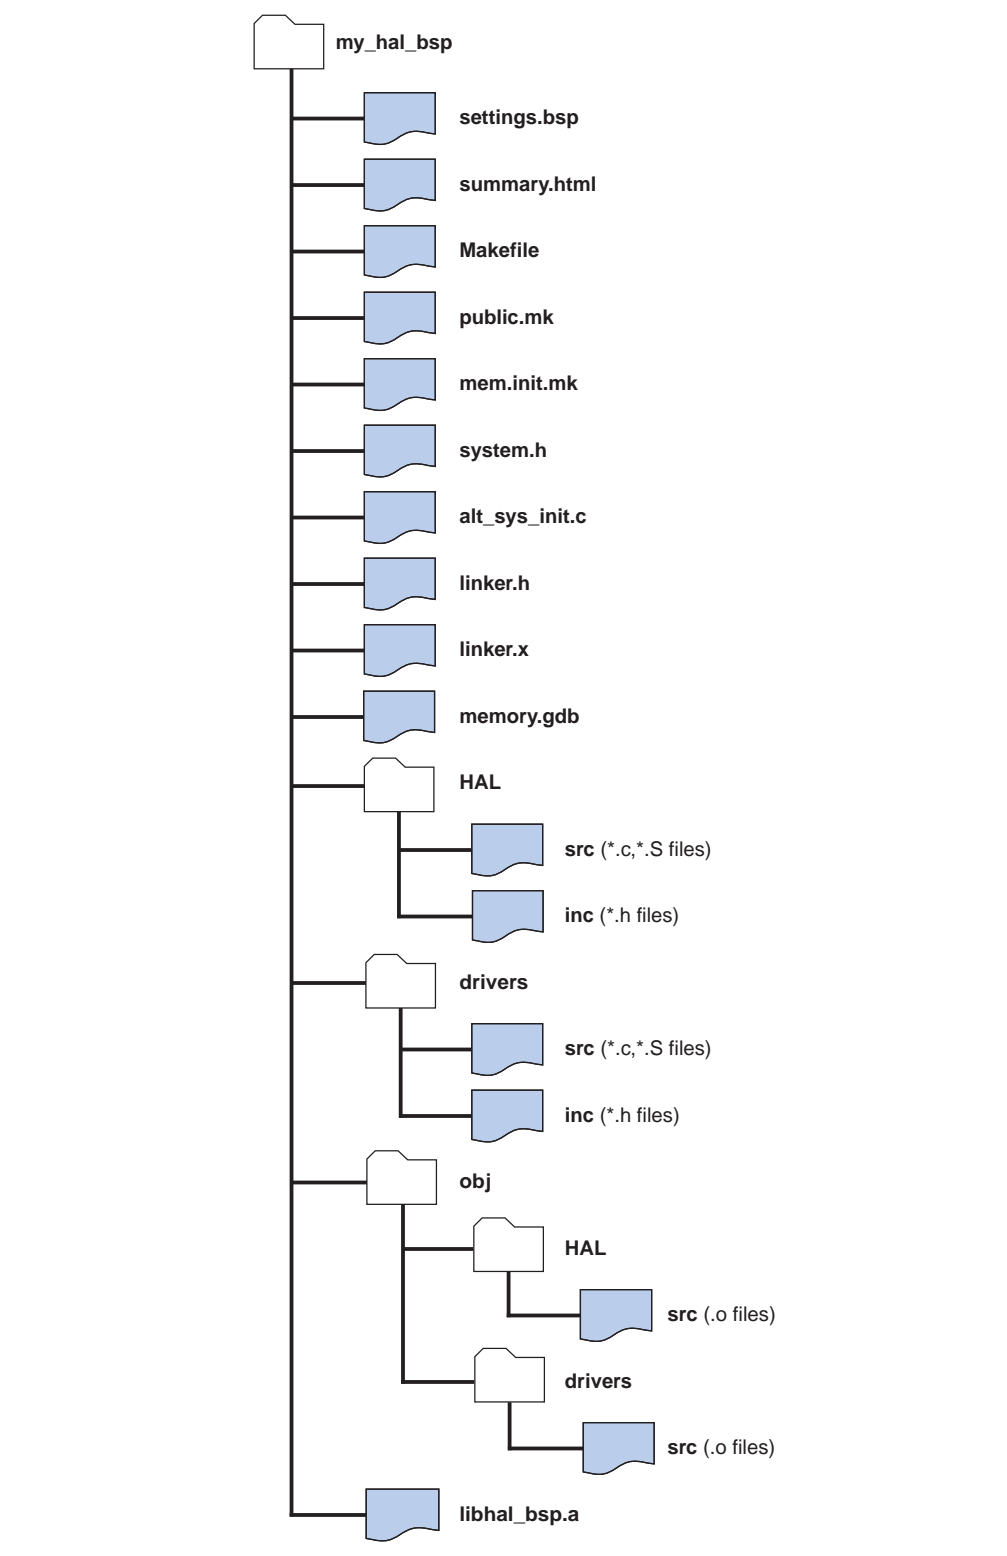 my_hal_bsp
settings.bsp
summary.html
Makefile
public.mk
mem.init.mk
system.h
alt_sys_init.c
linker.h
linker.x
memory.gdb
HAL
src (*.c,*.S files)
inc (*.h files)
drivers
src (*.c,*.S files)
inc (*.h files)
obj
HAL
src (.o files)
drivers
src (.o files)
libhal_bsp.a